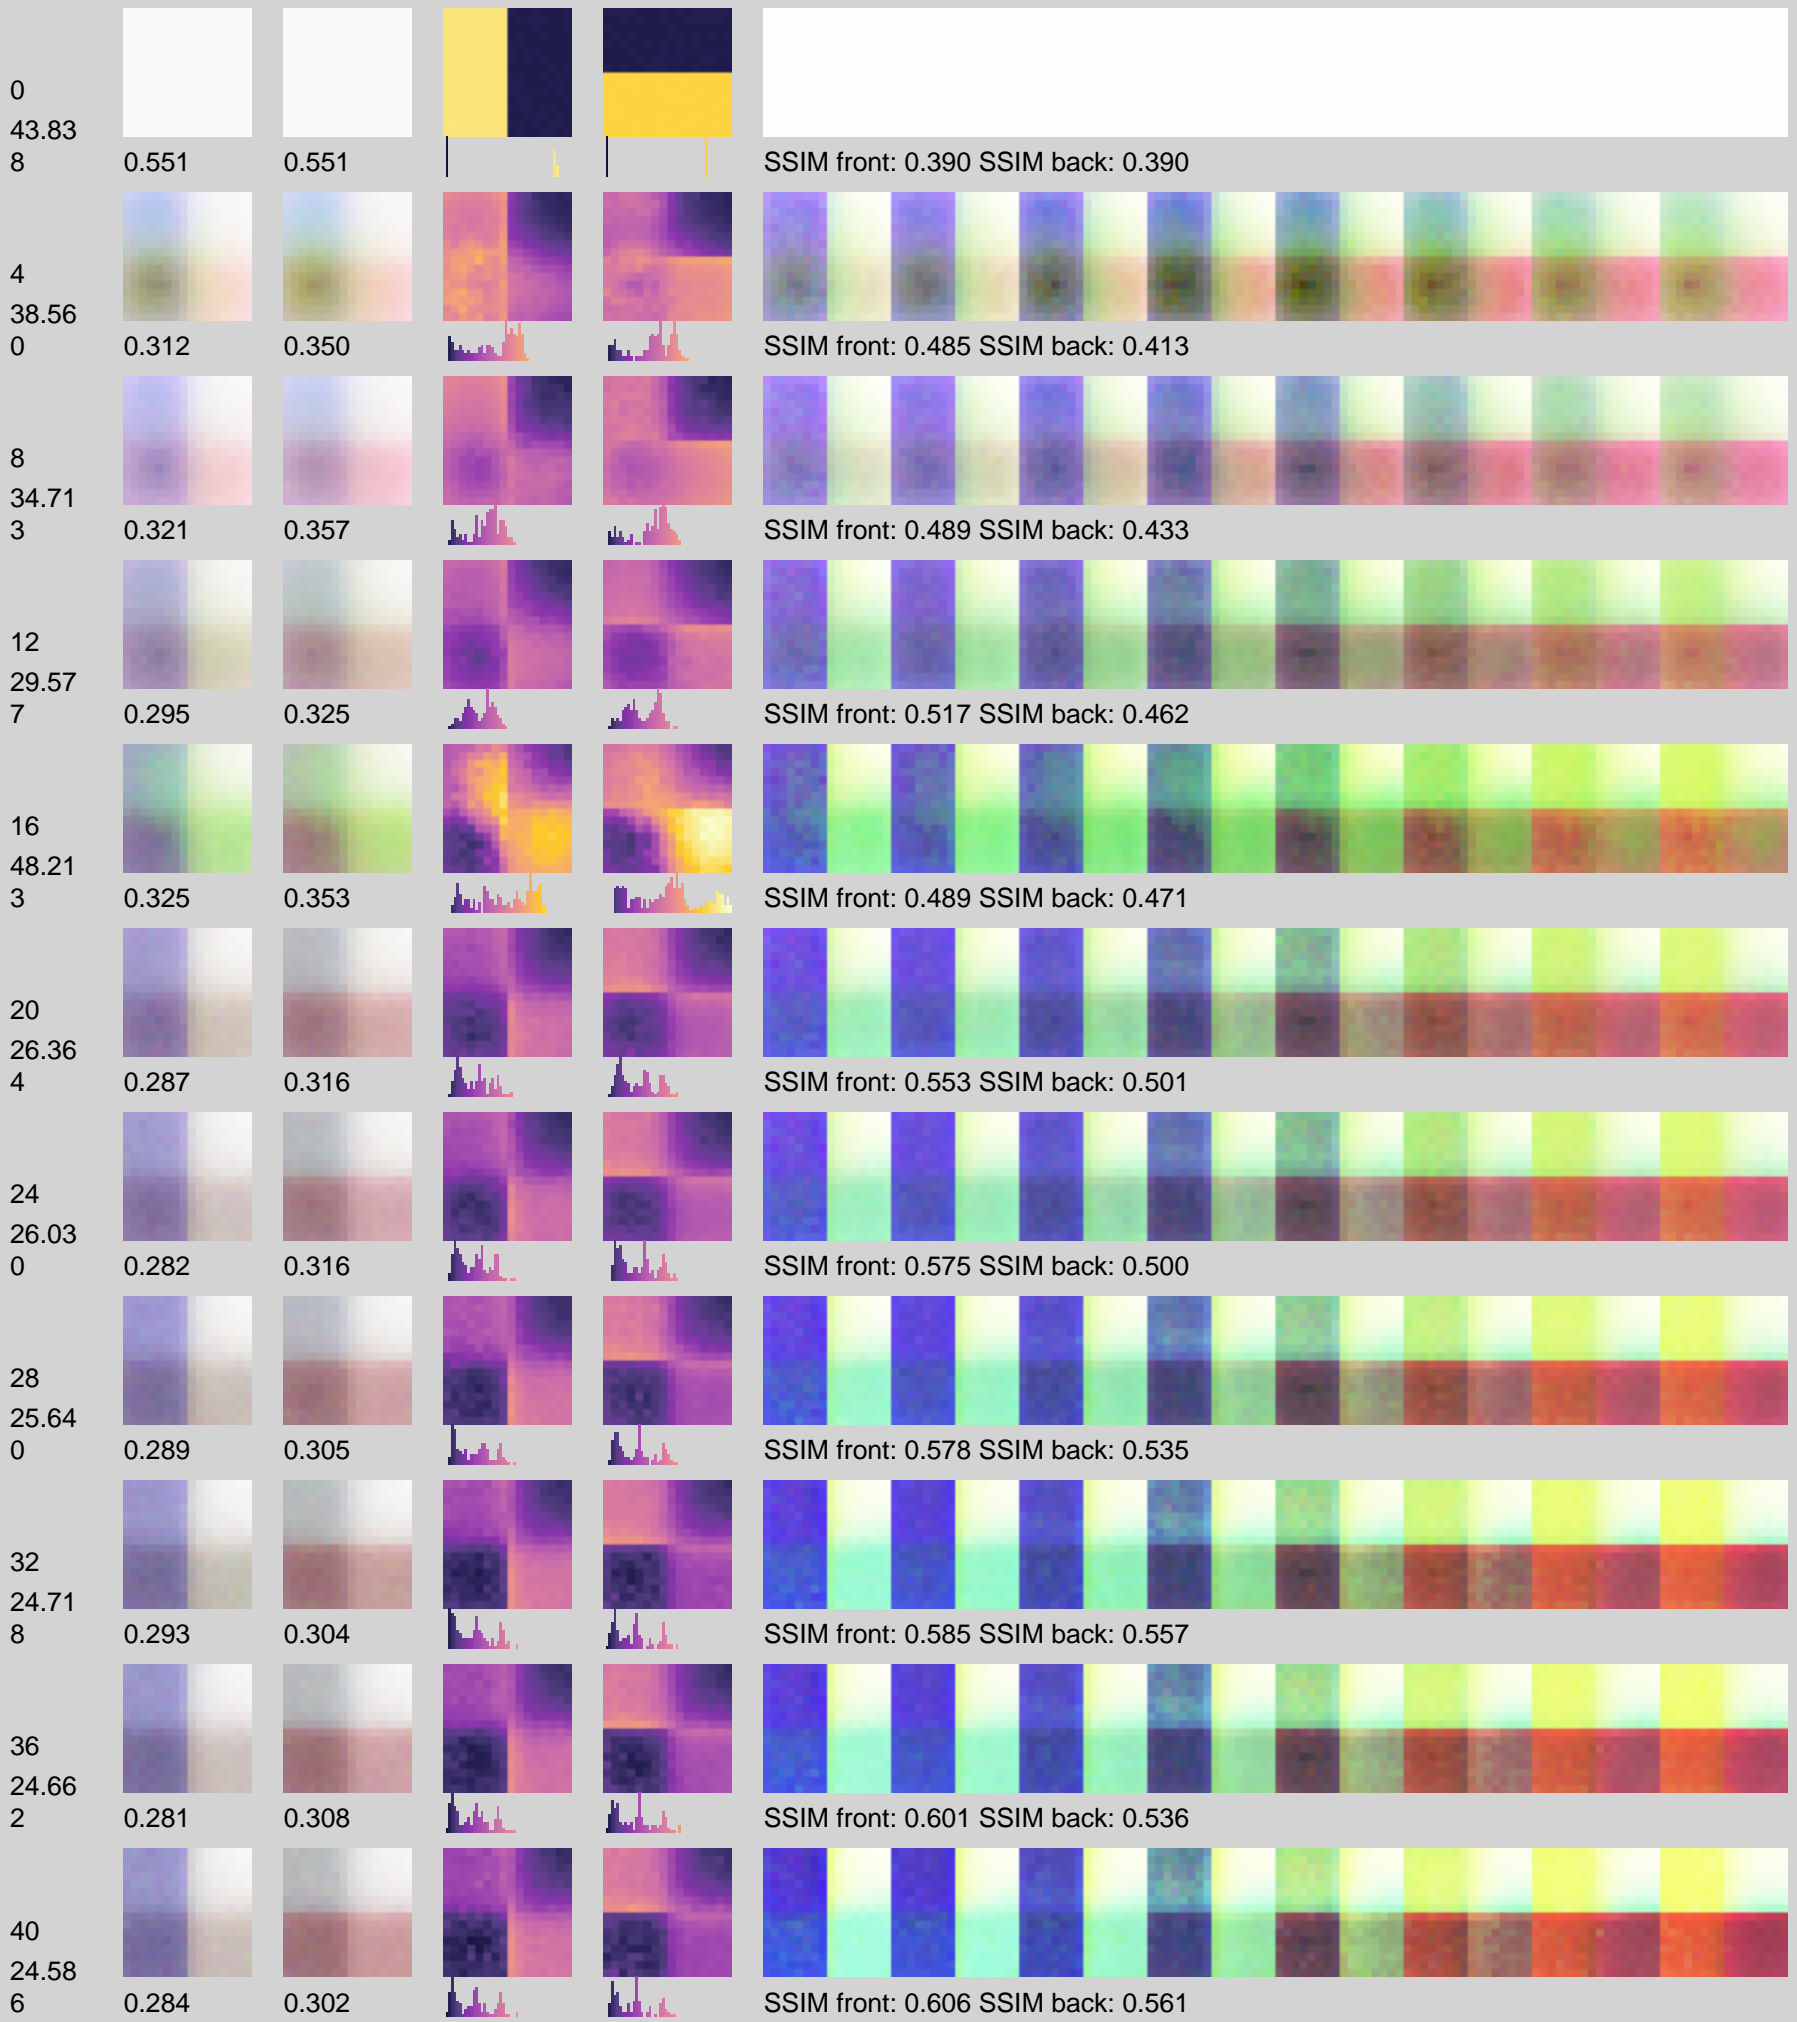 0
43.83
8 0.551 0.551 SSIM front: 0.390 SSIM back: 0.390
4
38.56
0 0.312 0.350 SSIM front: 0.485 SSIM back: 0.413
8
34.71
3 0.321 0.357 SSIM front: 0.489 SSIM back: 0.433
12
29.57
7 0.295 0.325 SSIM front: 0.517 SSIM back: 0.462
16
48.21
3 0.325 0.353 SSIM front: 0.489 SSIM back: 0.471
20
26.36
4 0.287 0.316 SSIM front: 0.553 SSIM back: 0.501
24
26.03
0 0.282 0.316 SSIM front: 0.575 SSIM back: 0.500
28
25.64
0 0.289 0.305 SSIM front: 0.578 SSIM back: 0.535
32
24.71
8 0.293 0.304 SSIM front: 0.585 SSIM back: 0.557
36
24.66
2 0.281 0.308 SSIM front: 0.601 SSIM back: 0.536
40
24.58
6 0.284 0.302 SSIM front: 0.606 SSIM back: 0.561